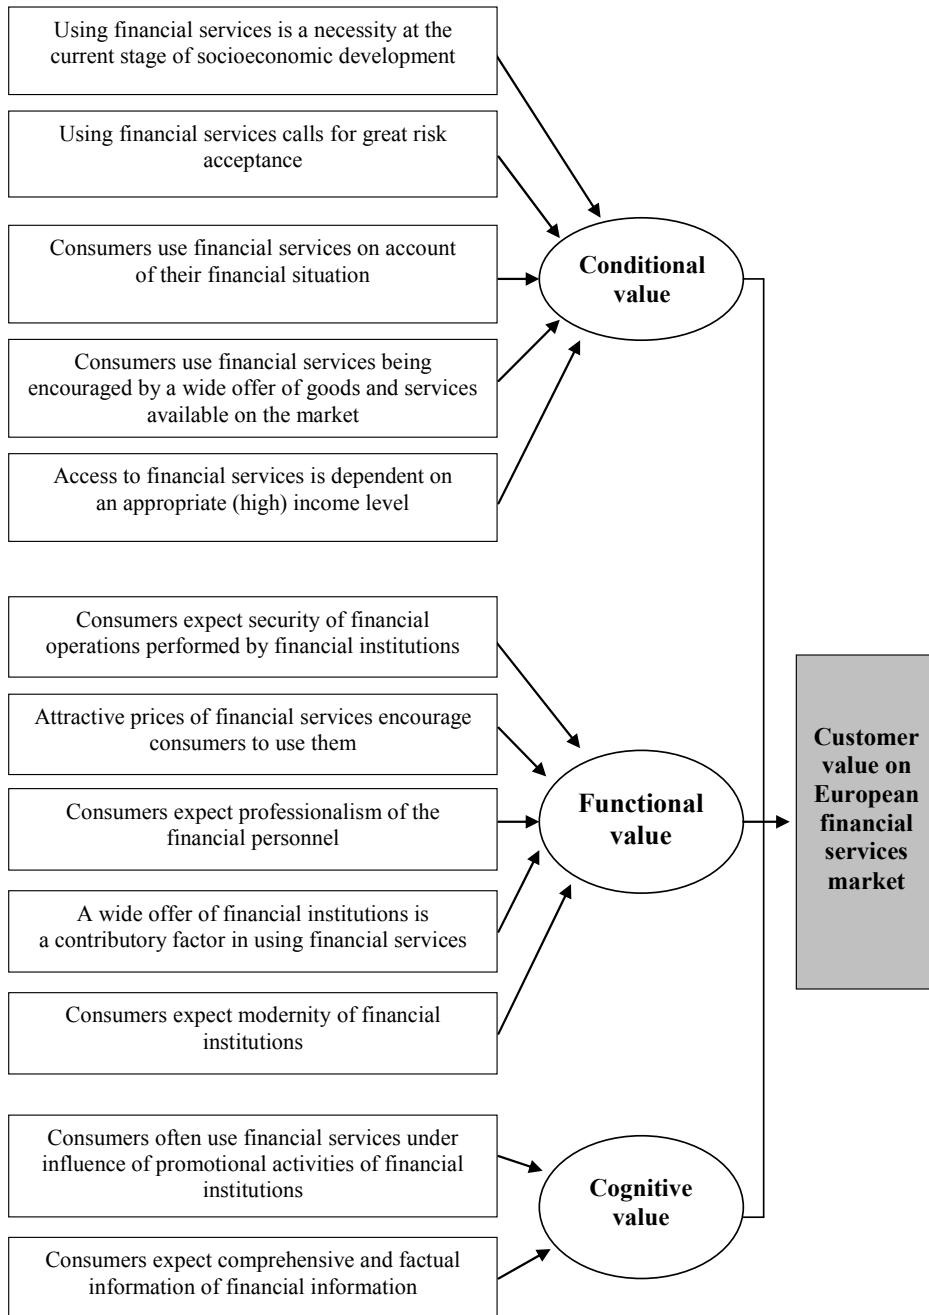 Using financial services is a necessity at the
current stage of socioeconomic development
Using financial services calls for great risk
acceptance
Consumers use financial services on account
of their financial situation
Consumers use financial services being
encouraged by a wide offer of goods and services
available on the market
Access to financial services is dependent on
an appropriate (high) income level
Conditional
value
Consumers expect security of financial
operations performed by financial institutions
Attractive prices of financial services encourage
consumers to use them
Consumers expect professionalism of the
financial personnel
A wide offer of financial institutions is
a contributory factor in using financial services
Consumers expect modernity of financial
institutions
Functional
value
Consumers often use financial services under
influence of promotional activities of financial
institutions
Consumers expect comprehensive and factual
information of financial information
Cognitive
value
Customer
value on
European
financial
services
market